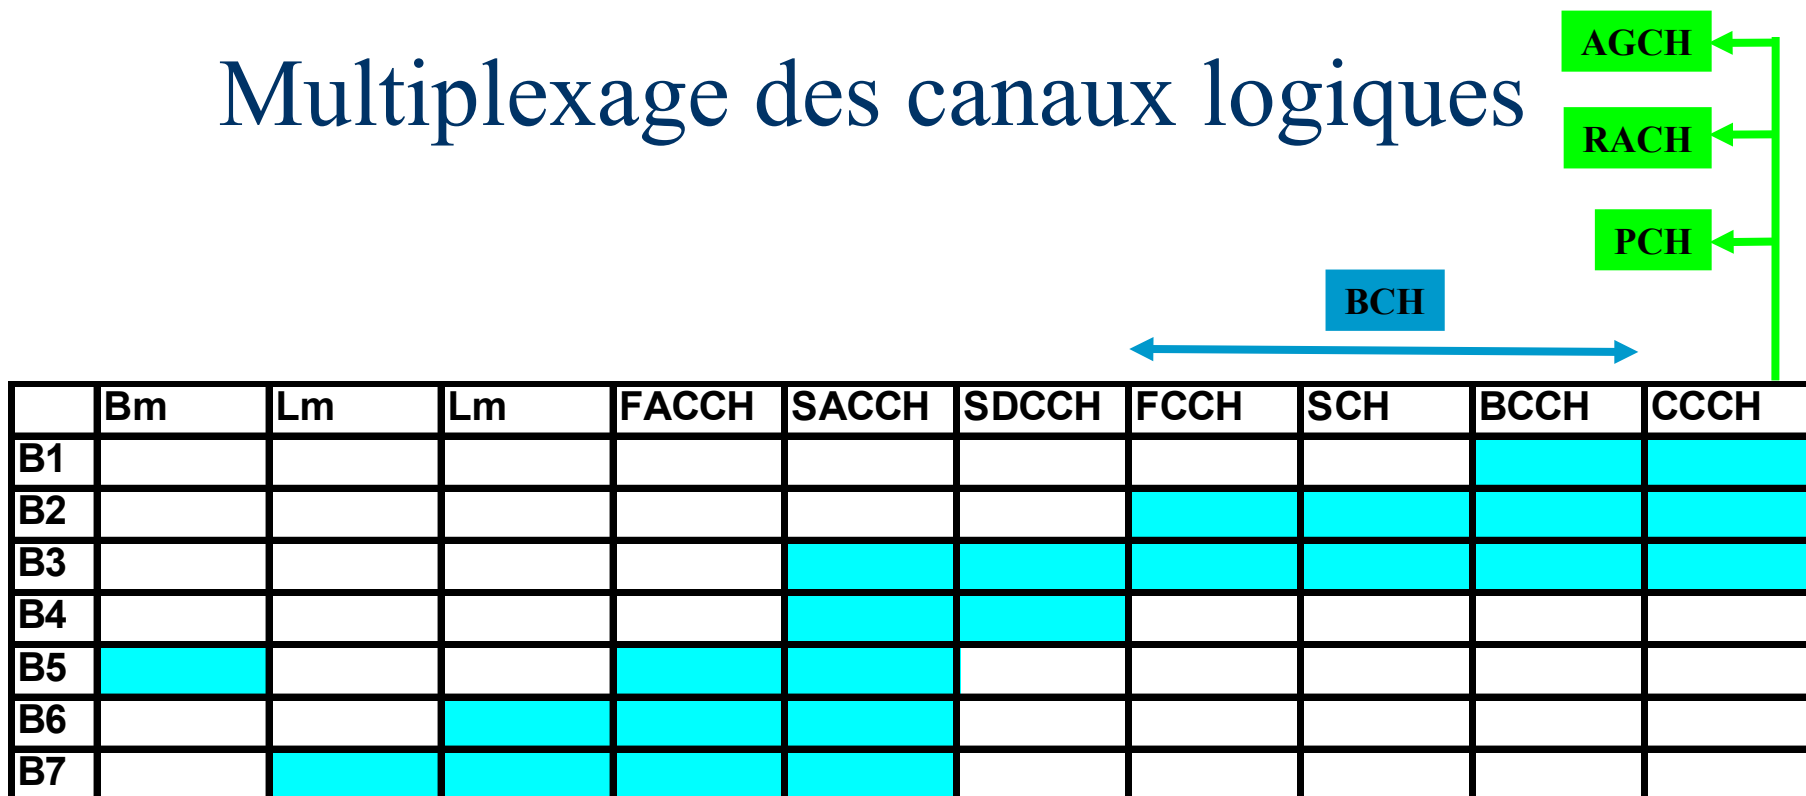 AGCH
Multiplexage des canaux logiques
RACH
PCH
BCH
Bm Lm Lm FACCH SACCH SDCCH FCCH SCH BCCH CCCH
B1
B2
B3
B4
B5
B6
B7